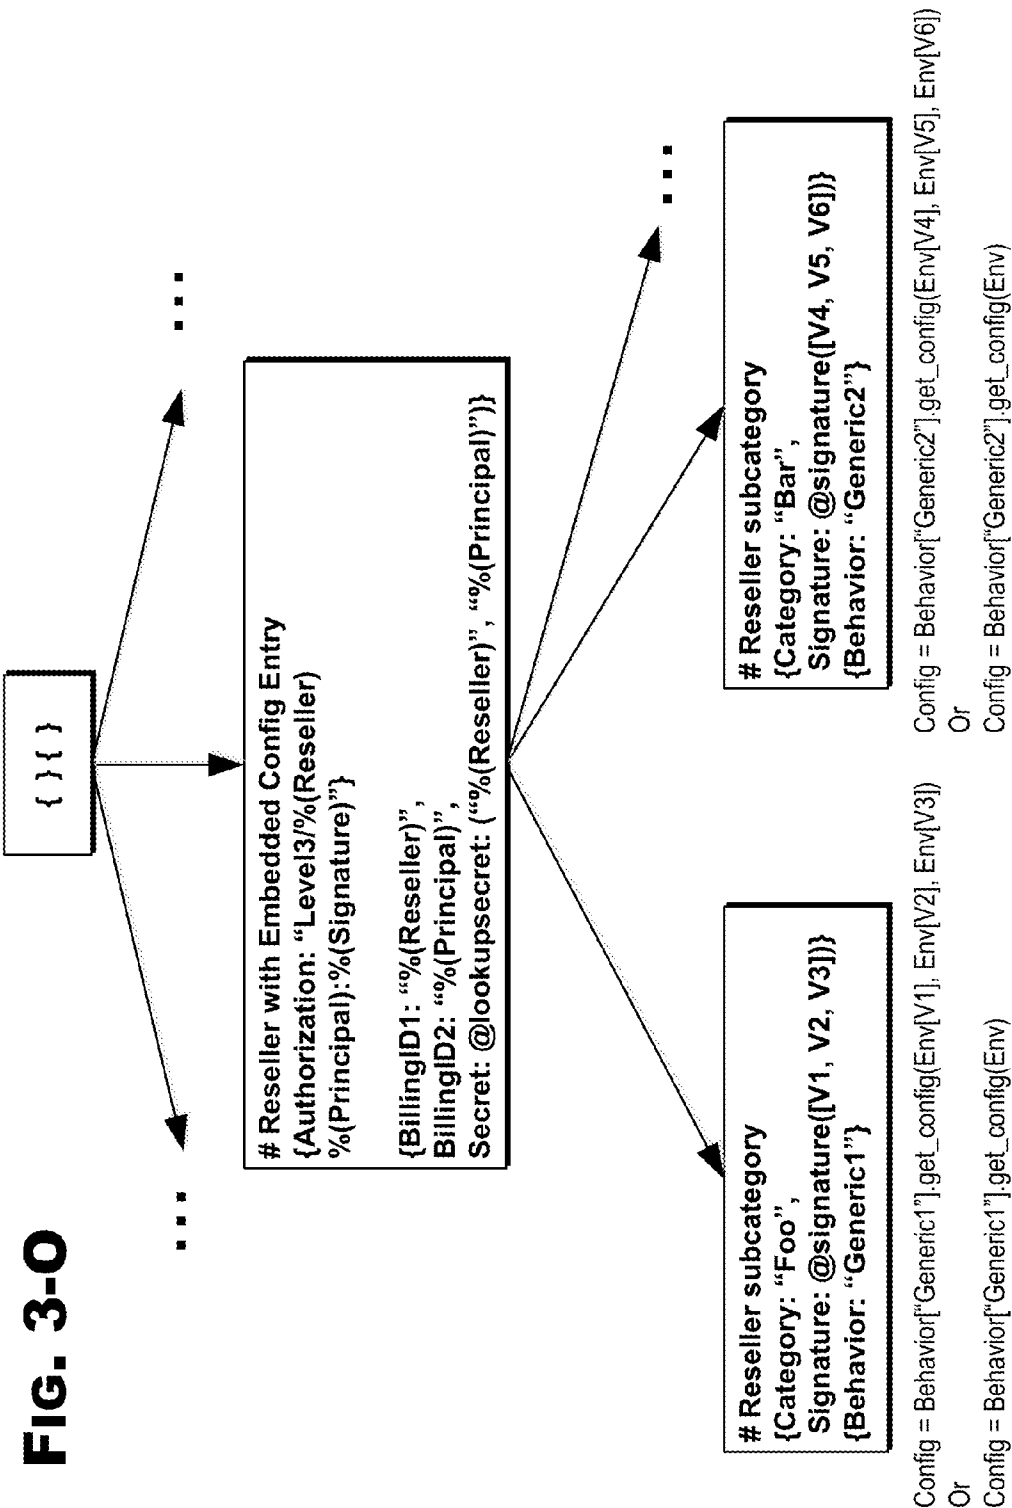 FIG. 3-O
{ } { }
...
...
# Reseller with Embedded Config Entry
{Authorization: “Level3/%(Reseller)
%(Principal):%(Signature)”}
{BillingID1: “%(Reseller)”,
BillingID2: “%(Principal)”,
Secret: @lookupsecret: (“%(Reseller)”, “%(Principal)”)}
...
# Reseller subcategory
{Category: “Foo”,
Signature: @signature([V1, V2, V3])}
{Behavior: “Generic1”}
Config = Behavior[“Generic1”].get_config(Env[V1], Env[V2], Env[V3])
Or
Config = Behavior[“Generic1”].get_config(Env)
# Reseller subcategory
{Category: “Bar”,
Signature: @signature([V4, V5, V6])}
{Behavior: “Generic2”}
Config = Behavior[“Generic2”].get_config(Env[V4], Env[V5], Env[V6])
Or
Config = Behavior[“Generic2”].get_config(Env)